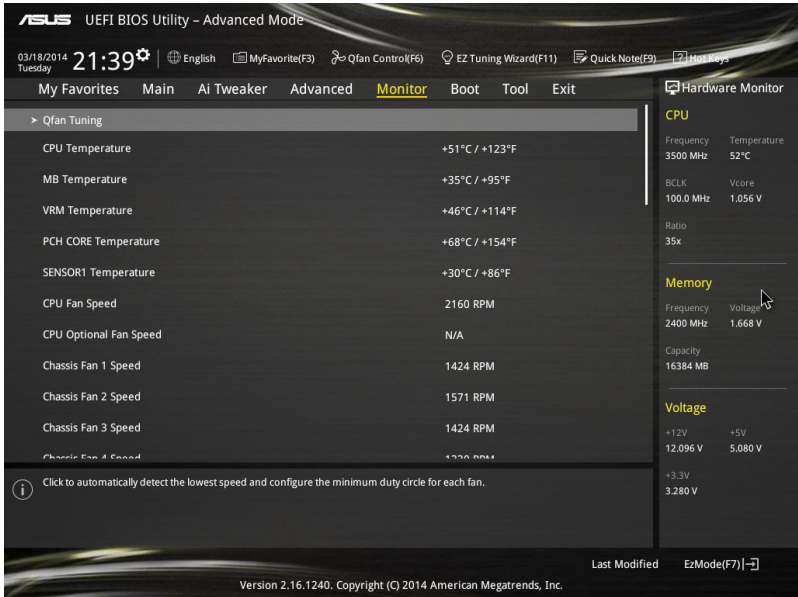 ASUS UEFI BIOS Utility – Advanced Mode
03/18/2014 Tuesday 21:39 English MyFavorite(F3) Qfan Control(F6) EZ Tuning Wizard(F11) Quick Note(F9) ? Hot Keys
My Favorites Main Ai Tweaker Advanced Monitor Boot Tool Exit
> Qfan Tuning
CPU Temperature +51°C / +123°F
MB Temperature +35°C / +95°F
VRM Temperature +46°C / +114°F
PCH CORE Temperature +68°C / +154°F
SENSOR1 Temperature +30°C / +86°F
CPU Fan Speed 2160 RPM
CPU Optional Fan Speed N/A
Chassis Fan 1 Speed 1424 RPM
Chassis Fan 2 Speed 1571 RPM
Chassis Fan 3 Speed 1424 RPM
Chassis Fan 4 Speed
Click to automatically detect the lowest speed and configure the minimum duty circle for each fan.
Hardware Monitor
CPU
Frequency Temperature
3500 MHz 52°C
BCLK Vcore
100.0 MHz 1.056 V
Ratio
35x
Memory
Frequency Voltage
2400 MHz 1.668 V
Capacity
16384 MB
Voltage
+12V +5V
12.096 V 5.080 V
+3.3V
3.280 V
Last Modified EzMode(F7)
Version 2.16.1240. Copyright (C) 2014 American Megatrends, Inc.